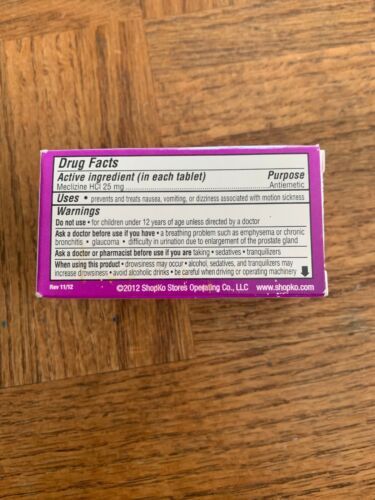 Drug Facts
Active ingredient (in each tablet) Purpose
Meclizine HCl 25 mg Antiemetic
Uses • prevents and treats nausea, vomiting, or dizziness associated with motion sickness
Warnings
Do not use • for children under 12 years of age unless directed by a doctor
Ask a doctor before use if you have • a breathing problem such as emphysema or chronic
bronchitis • glaucoma • difficulty in urination due to enlargement of the prostate gland
Ask a doctor or pharmacist before use if you are taking • sedatives • tranquilizers
When using this product • drowsiness may occur • alcohol, sedatives, and tranquilizers may
increase drowsiness • avoid alcoholic drinks • be careful when driving or operating machinery
Rev 11/12 ©2012 ShopKo Stores Operating Co., LLC www.shopko.com